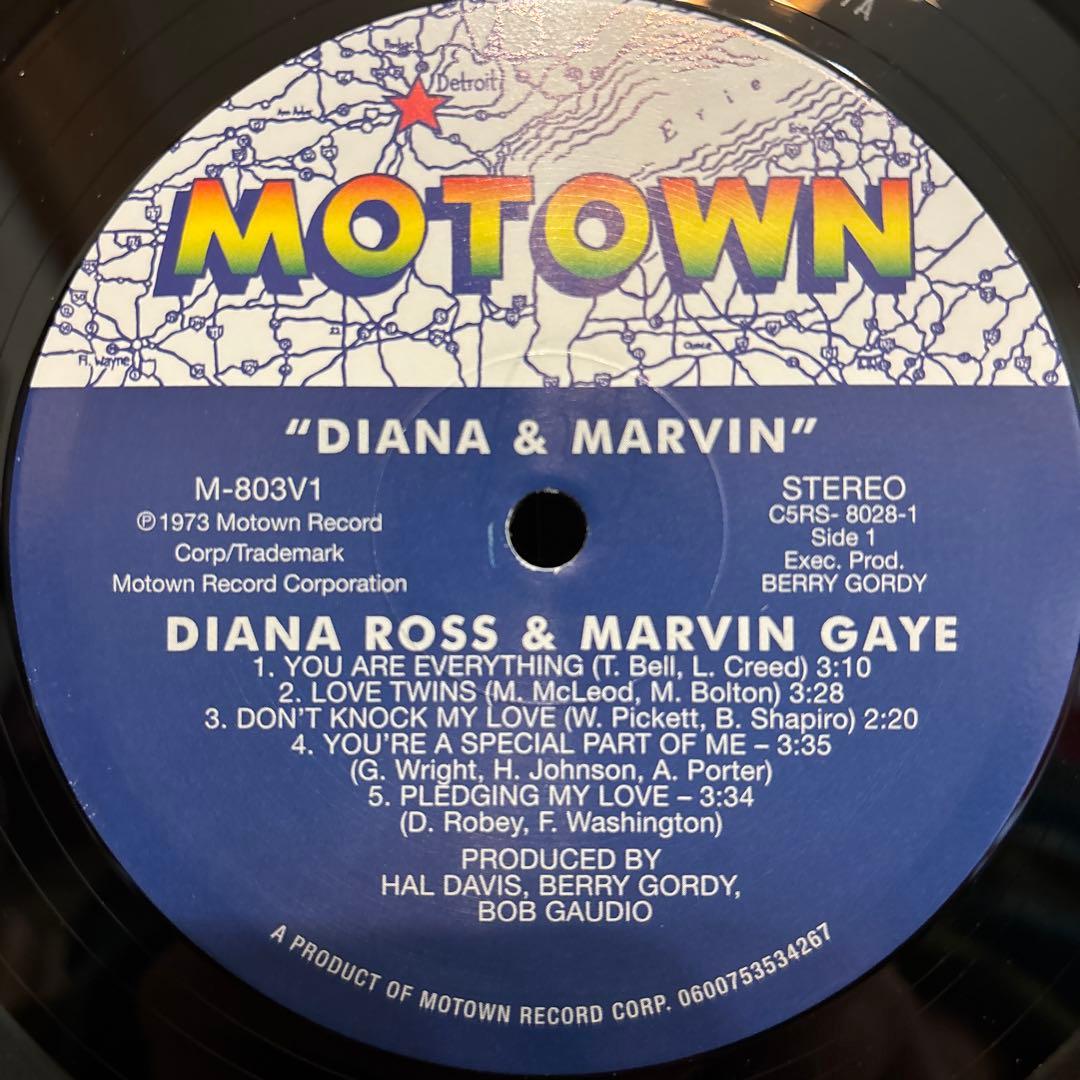 Detroit
Erie
MOTOWN
Ft. Wayne
"DIANA & MARVIN"
M-803V1
℗ 1973 Motown Record
Corp/Trademark
Motown Record Corporation
STEREO
C5RS- 8028-1
Side 1
Exec. Prod.
BERRY GORDY
DIANA ROSS & MARVIN GAYE
1. YOU ARE EVERYTHING (T. Bell, L. Creed) 3:10
2. LOVE TWINS (M. McLeod, M. Bolton) 3:28
3. DON'T KNOCK MY LOVE (W. Pickett, B. Shapiro) 2:20
4. YOU'RE A SPECIAL PART OF ME – 3:35
(G. Wright, H. Johnson, A. Porter)
5. PLEDGING MY LOVE – 3:34
(D. Robey, F. Washington)
PRODUCED BY
HAL DAVIS, BERRY GORDY,
BOB GAUDIO
A PRODUCT OF MOTOWN RECORD CORP. 0600753534267